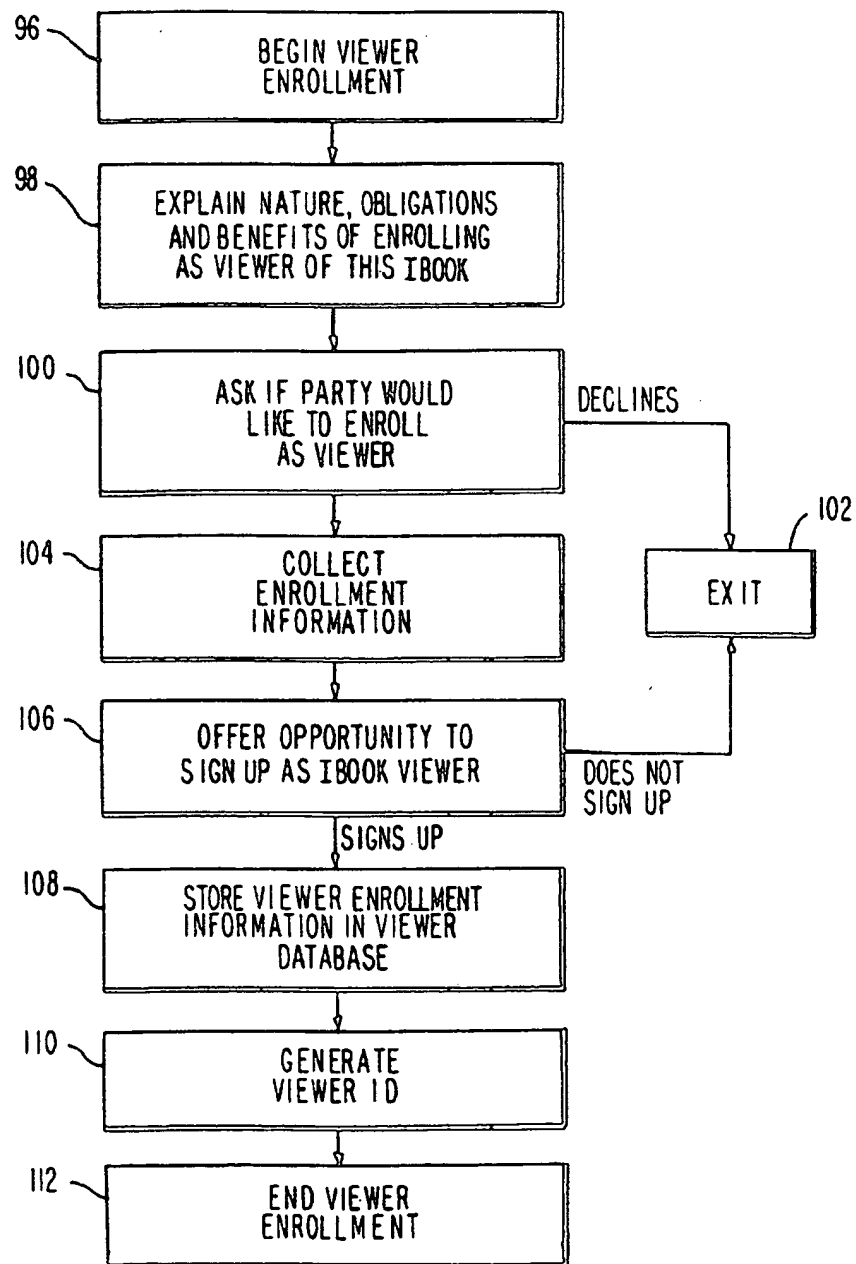 96
BEGIN VIEWER
ENROLLMENT
98
EXPLAIN NATURE, OBLIGATIONS
AND BENEFITS OF ENROLLING
AS VIEWER OF THIS IBOOK
100
ASK IF PARTY WOULD
LIKE TO ENROLL
AS VIEWER
DECLINES
102
EXIT
104
COLLECT
ENROLLMENT
INFORMATION
106
OFFER OPPORTUNITY TO
SIGN UP AS IBOOK VIEWER
DOES NOT
SIGN UP
SIGNS UP
108
STORE VIEWER ENROLLMENT
INFORMATION IN VIEWER
DATABASE
110
GENERATE
VIEWER ID
112
END VIEWER
ENROLLMENT